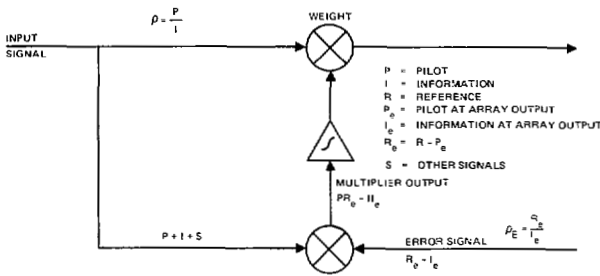 ρ = P/I
WEIGHT
INPUT
SIGNAL
P = PILOT
I = INFORMATION
R = REFERENCE
Pe = PILOT AT ARRAY OUTPUT
Ie = INFORMATION AT ARRAY OUTPUT
Re = R - Pe
S = OTHER SIGNALS
∫
MULTIPLIER OUTPUT
PRe - IIe
P + I + S
ERROR SIGNAL
ρE = Re/Ie
Re - Ie